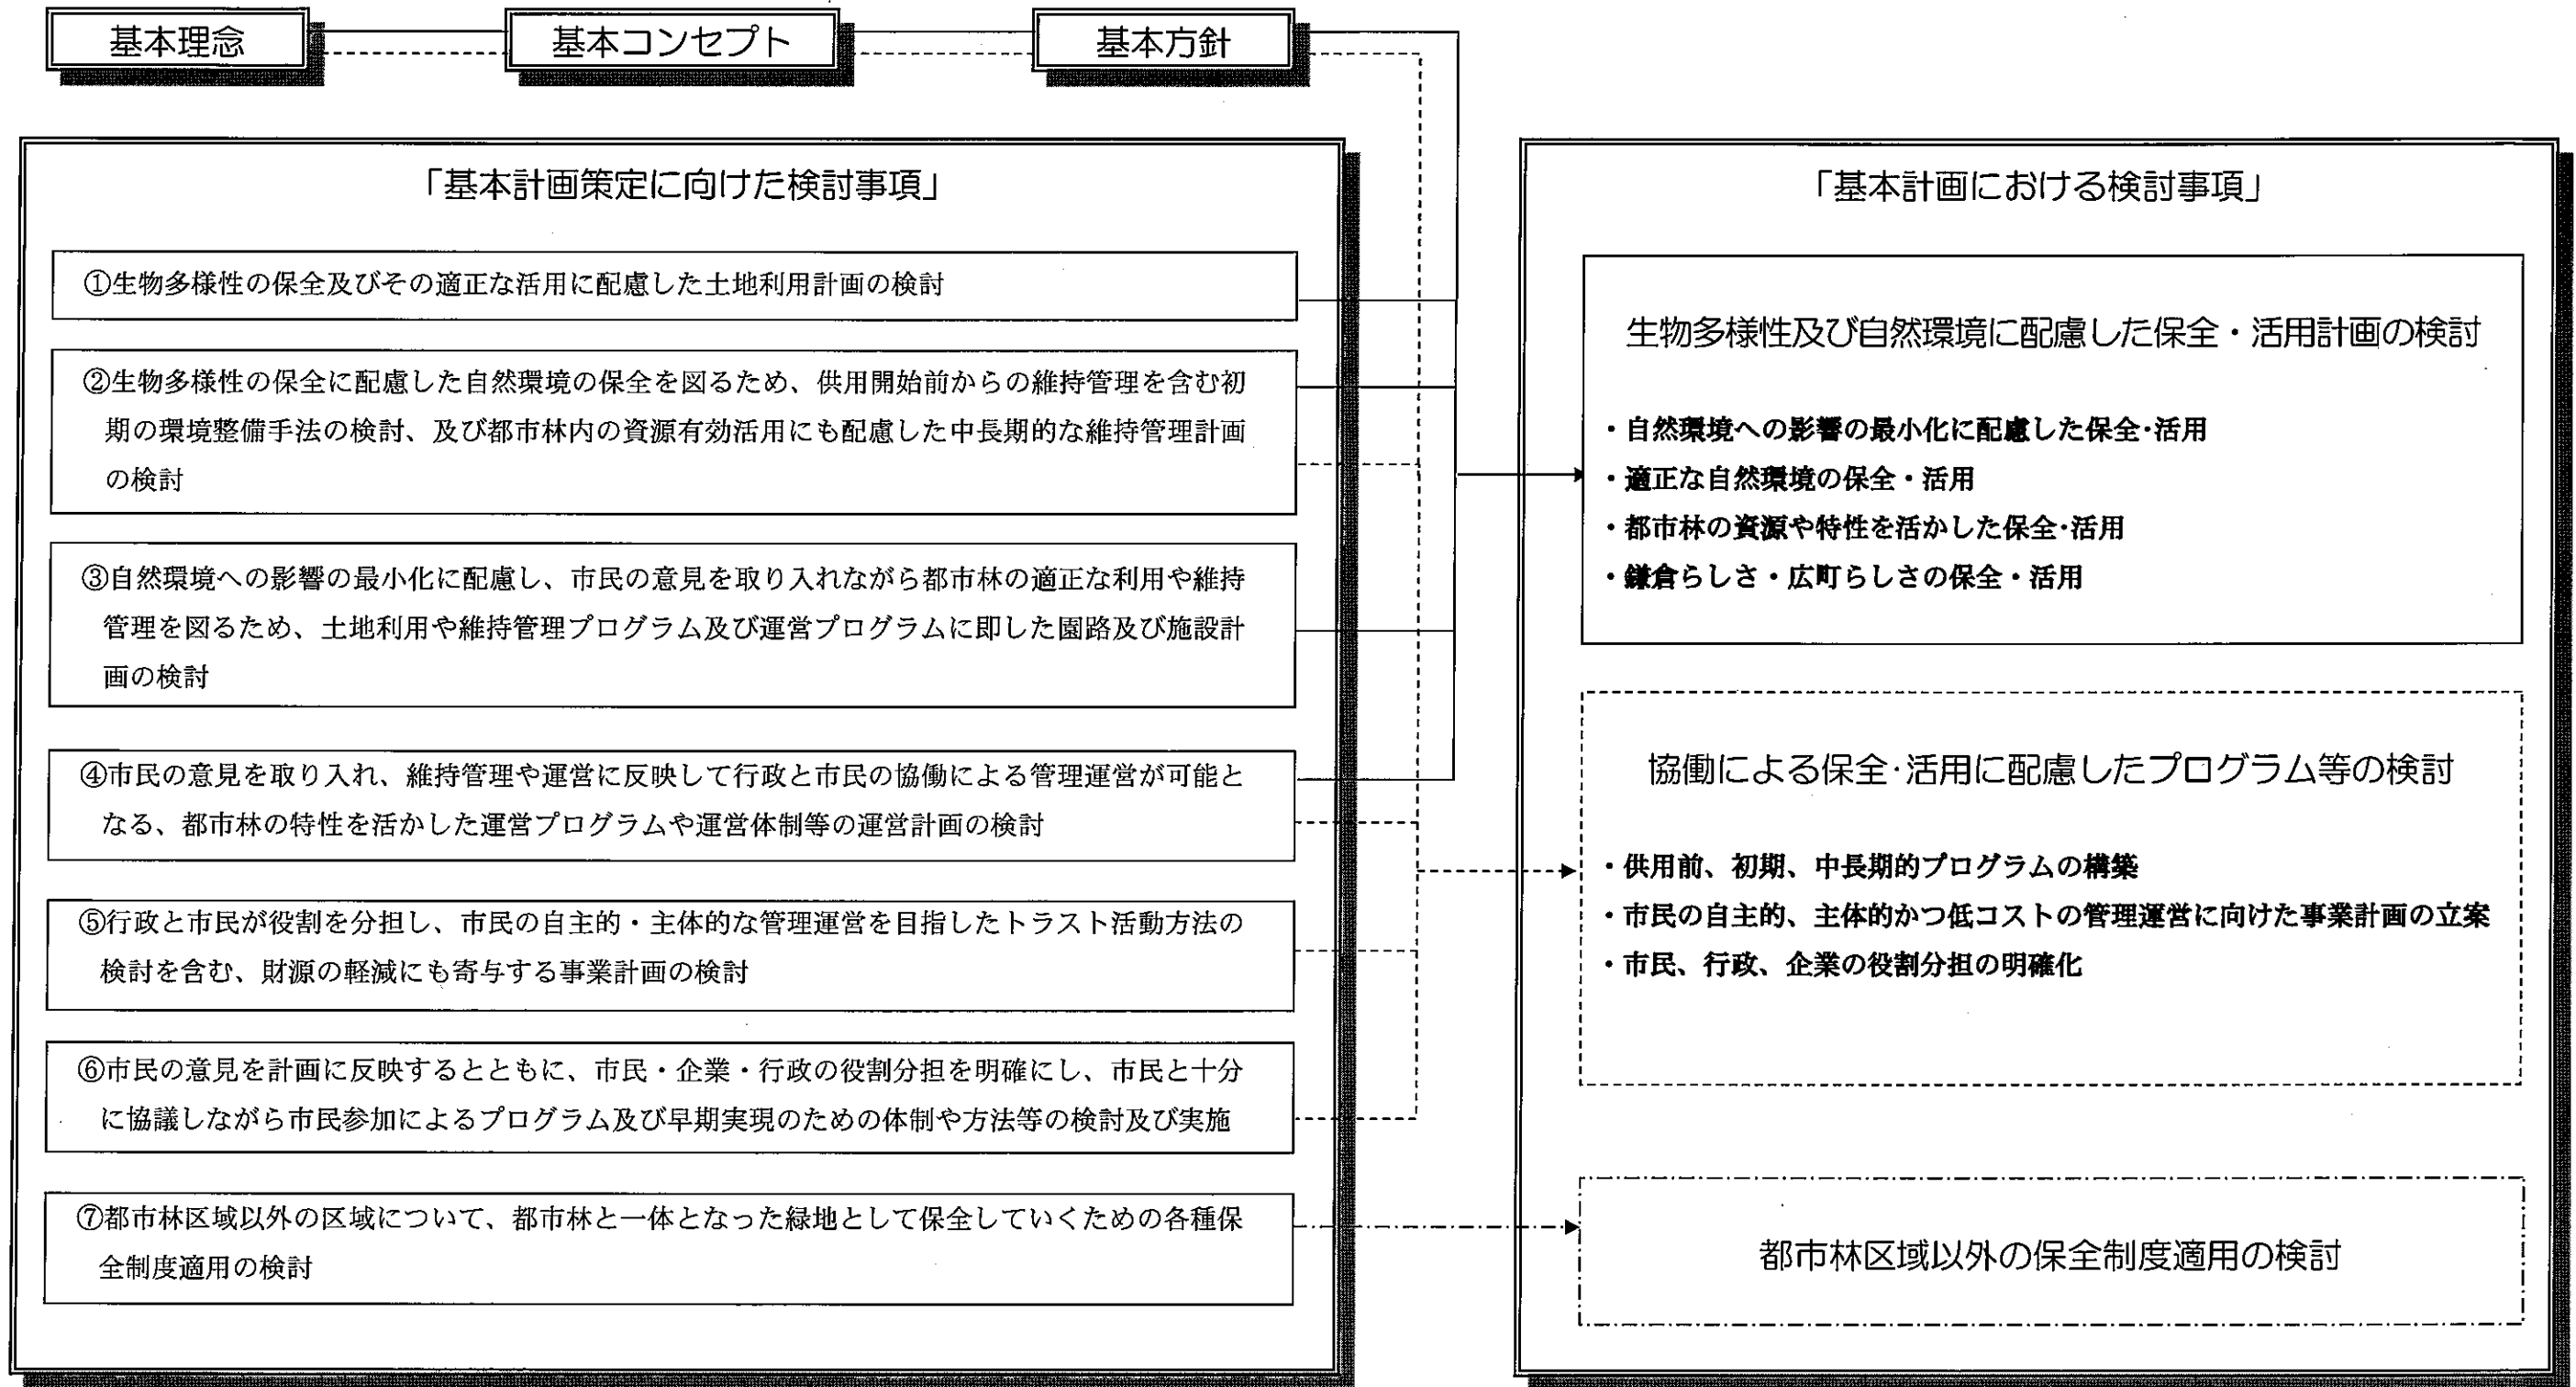 基本理念
基本コンセプト
基本方針
「基本計画策定に向けた検討事項」
①生物多様性の保全及びその適正な活用に配慮した土地利用計画の検討
②生物多様性の保全に配慮した自然環境の保全を図るため、供用開始前からの維持管理を含む初
期の環境整備手法の検討、及び都市林内の資源有効活用にも配慮した中長期的な維持管理計画
の検討
③自然環境への影響の最小化に配慮し、市民の意見を取り入れながら都市林の適正な利用や維持
管理を図るため、土地利用や維持管理プログラム及び運営プログラムに即した園路及び施設計
画の検討
④市民の意見を取り入れ、維持管理や運営に反映して行政と市民の協働による管理運営が可能と
なる、都市林の特性を活かした運営プログラムや運営体制等の運営計画の検討
⑤行政と市民が役割を分担し、市民の自主的・主体的な管理運営を目指したトラスト活動方法の
検討を含む、財源の軽減にも寄与する事業計画の検討
⑥市民の意見を計画に反映するとともに、市民・企業・行政の役割分担を明確にし、市民と十分
に協議しながら市民参加によるプログラム及び早期実現のための体制や方法等の検討及び実施
⑦都市林区域以外の区域について、都市林と一体となった緑地として保全していくための各種保
全制度適用の検討
「基本計画における検討事項」
生物多様性及び自然環境に配慮した保全・活用計画の検討
・自然環境への影響の最小化に配慮した保全・活用
・適正な自然環境の保全・活用
・都市林の資源や特性を活かした保全・活用
・鎌倉らしさ・広町らしさの保全・活用
協働による保全・活用に配慮したプログラム等の検討
・供用前、初期、中長期的プログラムの構築
・市民の自主的、主体的かつ低コストの管理運営に向けた事業計画の立案
・市民、行政、企業の役割分担の明確化
都市林区域以外の保全制度適用の検討